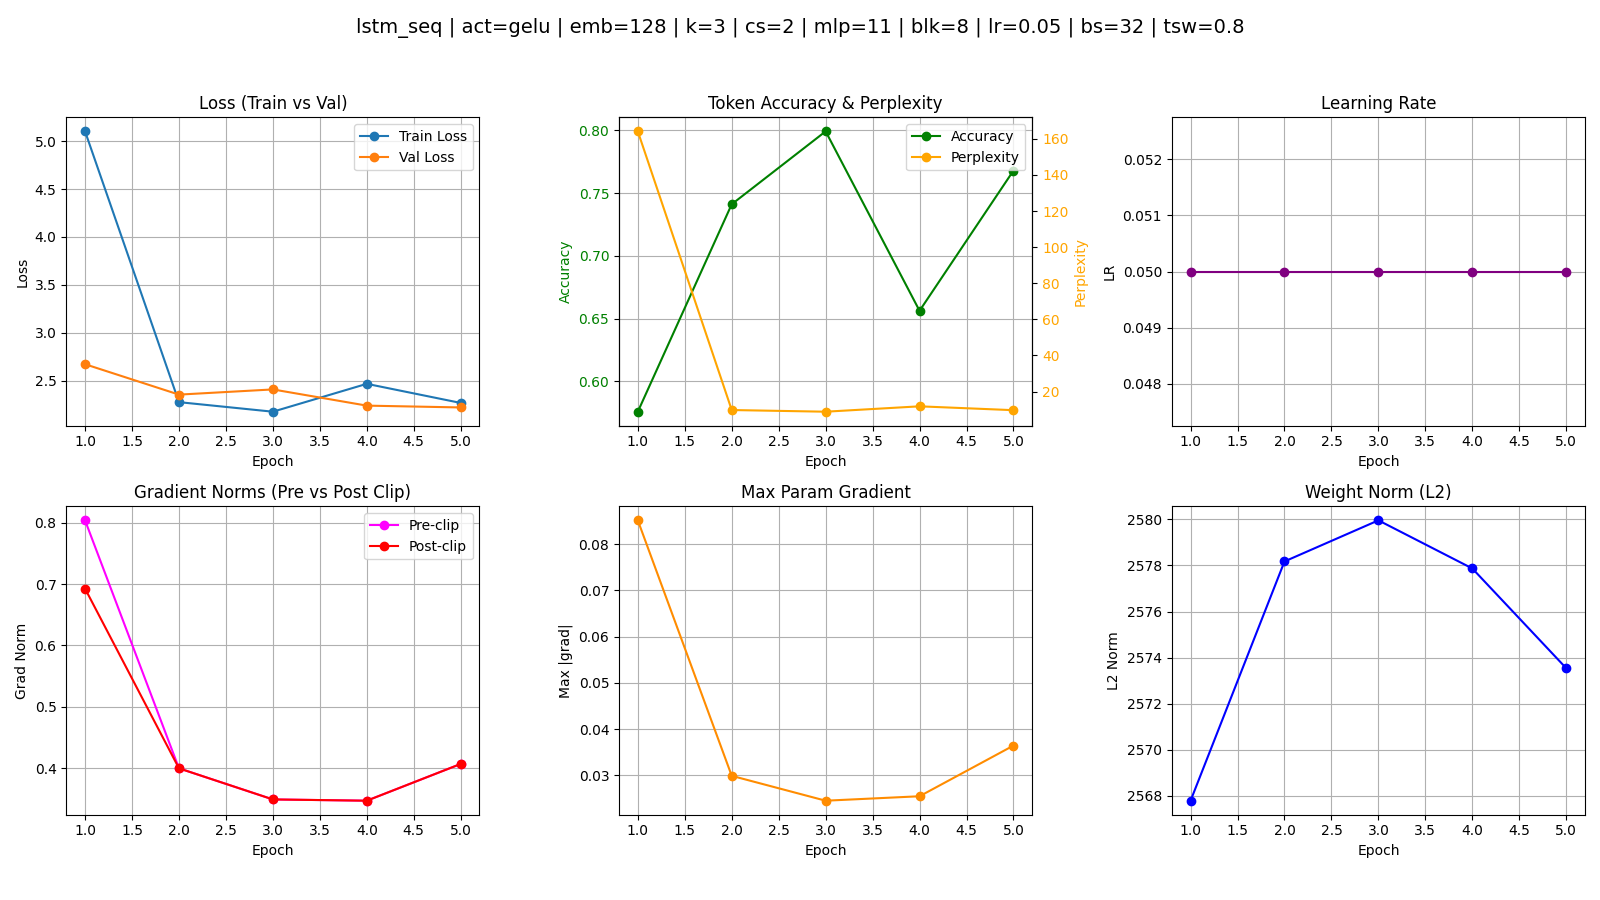 lstm_seq | act=gelu | emb=128 | k=3 | cs=2 | mlp=11 | blk=8 | lr=0.05 | bs=32 | tsw=0.8
Loss (Train vs Val)
Train Loss
Val Loss
5.0
4.5
4.0
3.5
3.0
2.5
Loss
1.0 1.5 2.0 2.5 3.0 3.5 4.0 4.5 5.0
Epoch
Token Accuracy & Perplexity
Accuracy
Perplexity
0.80
0.75
0.70
0.65
0.60
Accuracy
160
140
120
100
80
60
40
20
Perplexity
1.0 1.5 2.0 2.5 3.0 3.5 4.0 4.5 5.0
Epoch
Learning Rate
0.052
0.051
0.050
0.049
0.048
LR
1.0 1.5 2.0 2.5 3.0 3.5 4.0 4.5 5.0
Epoch
Gradient Norms (Pre vs Post Clip)
Pre-clip
Post-clip
0.8
0.7
0.6
0.5
0.4
Grad Norm
1.0 1.5 2.0 2.5 3.0 3.5 4.0 4.5 5.0
Epoch
Max Param Gradient
0.08
0.07
0.06
0.05
0.04
0.03
Max |grad|
1.0 1.5 2.0 2.5 3.0 3.5 4.0 4.5 5.0
Epoch
Weight Norm (L2)
2580
2578
2576
2574
2572
2570
2568
L2 Norm
1.0 1.5 2.0 2.5 3.0 3.5 4.0 4.5 5.0
Epoch